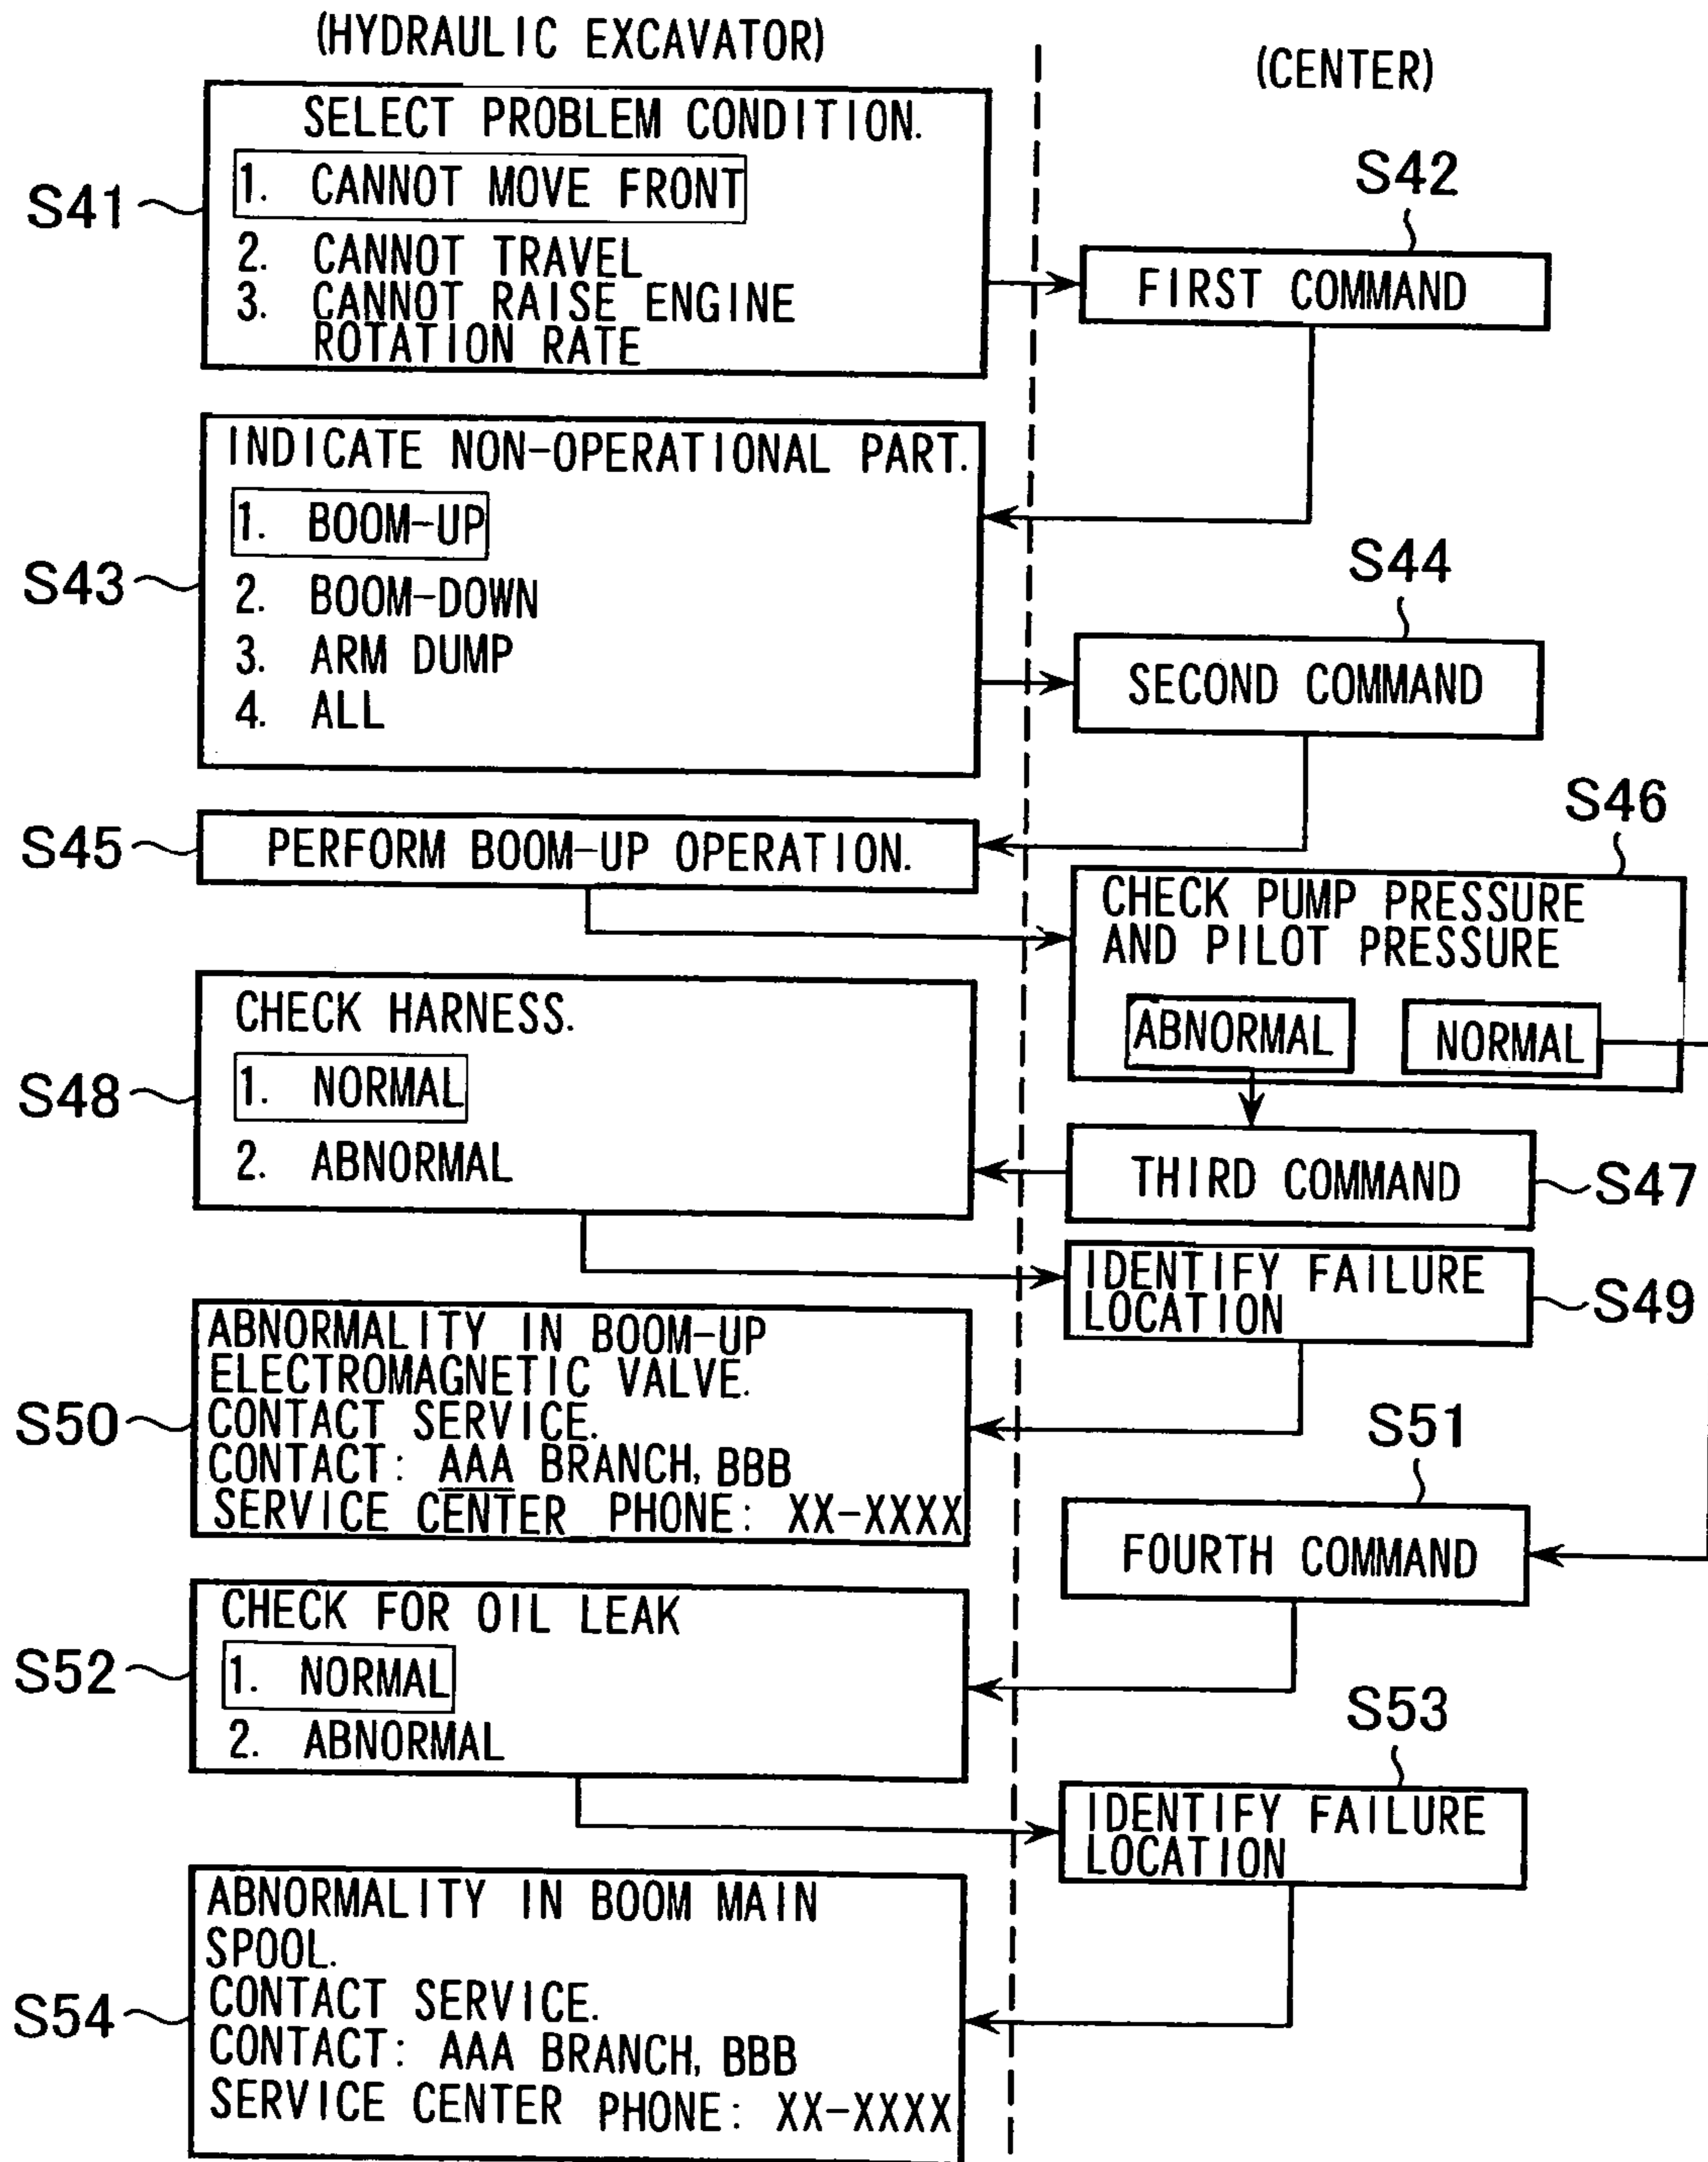 (HYDRAULIC EXCAVATOR)
(CENTER)
SELECT PROBLEM CONDITION.
1. CANNOT MOVE FRONT
2. CANNOT TRAVEL
3. CANNOT RAISE ENGINE
ROTATION RATE
S41
S42
FIRST COMMAND
INDICATE NON-OPERATIONAL PART.
1. BOOM-UP
2. BOOM-DOWN
3. ARM DUMP
4. ALL
S43
S44
SECOND COMMAND
S45
PERFORM BOOM-UP OPERATION.
S46
CHECK PUMP PRESSURE
AND PILOT PRESSURE
ABNORMAL
NORMAL
CHECK HARNESS.
1. NORMAL
2. ABNORMAL
S48
THIRD COMMAND
S47
IDENTIFY FAILURE
LOCATION
S49
ABNORMALITY IN BOOM-UP
ELECTROMAGNETIC VALVE.
CONTACT SERVICE.
CONTACT: AAA BRANCH, BBB
SERVICE CENTER PHONE: XX-XXXX
S50
S51
FOURTH COMMAND
CHECK FOR OIL LEAK
1. NORMAL
2. ABNORMAL
S52
S53
IDENTIFY FAILURE
LOCATION
ABNORMALITY IN BOOM MAIN
SPOOL.
CONTACT SERVICE.
CONTACT: AAA BRANCH, BBB
SERVICE CENTER PHONE: XX-XXXX
S54